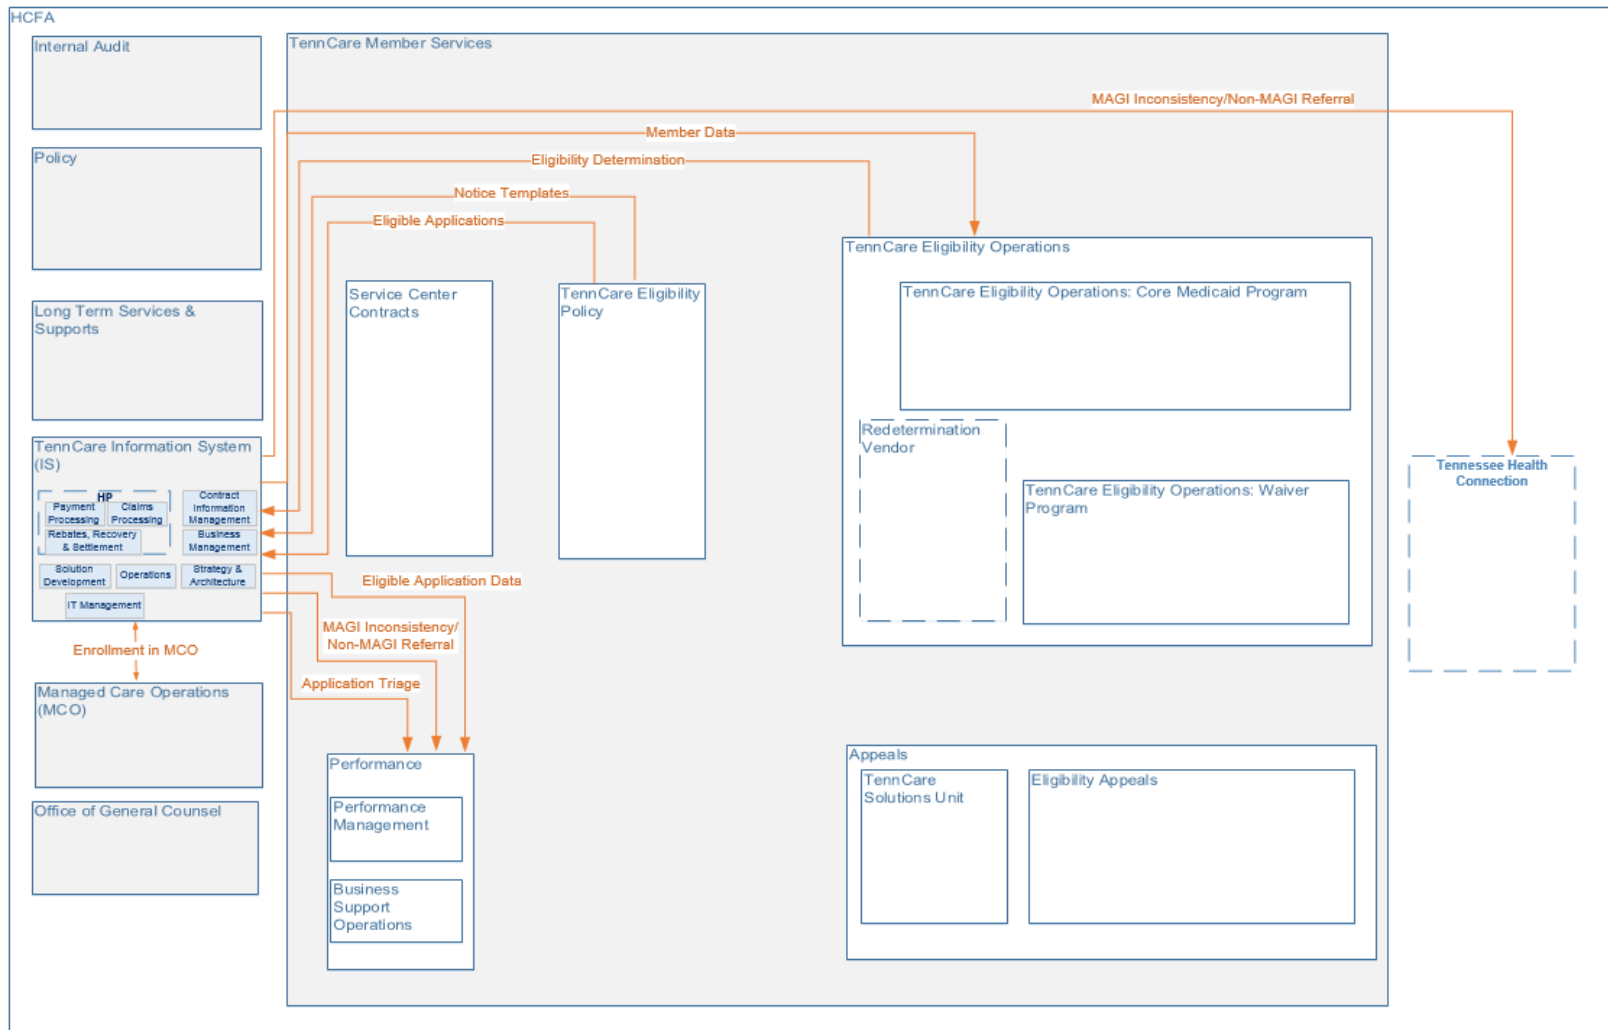 HCFA
Internal Audit
TennCare Member Services
MAGI Inconsistency/Non-MAGI Referral
Member Data
Policy
Eligibility Determination
Notice Templates
Eligible Applications
TennCare Eligibility Operations
Service Center
Contracts
TennCare Eligibility
Policy
TennCare Eligibility Operations: Core Medicaid Program
Long Term Services &
Supports
Redetermination
Vendor
TennCare Information System
(IS)
HP
Payment
Processing
Claims
Processing
Rebates, Recovery
& Settlement
Contract
Information
Management
Business
Management
Solution
Development
Operations
Strategy &
Architecture
IT Management
TennCare Eligibility Operations: Waiver
Program
Tennessee Health
Connection
Eligible Application Data
MAGI Inconsistency/
Non-MAGI Referral
Application Triage
Enrollment in MCO
Managed Care Operations
(MCO)
Performance
Performance
Management
Business
Support
Operations
Appeals
TennCare
Solutions Unit
Eligibility Appeals
Office of General Counsel